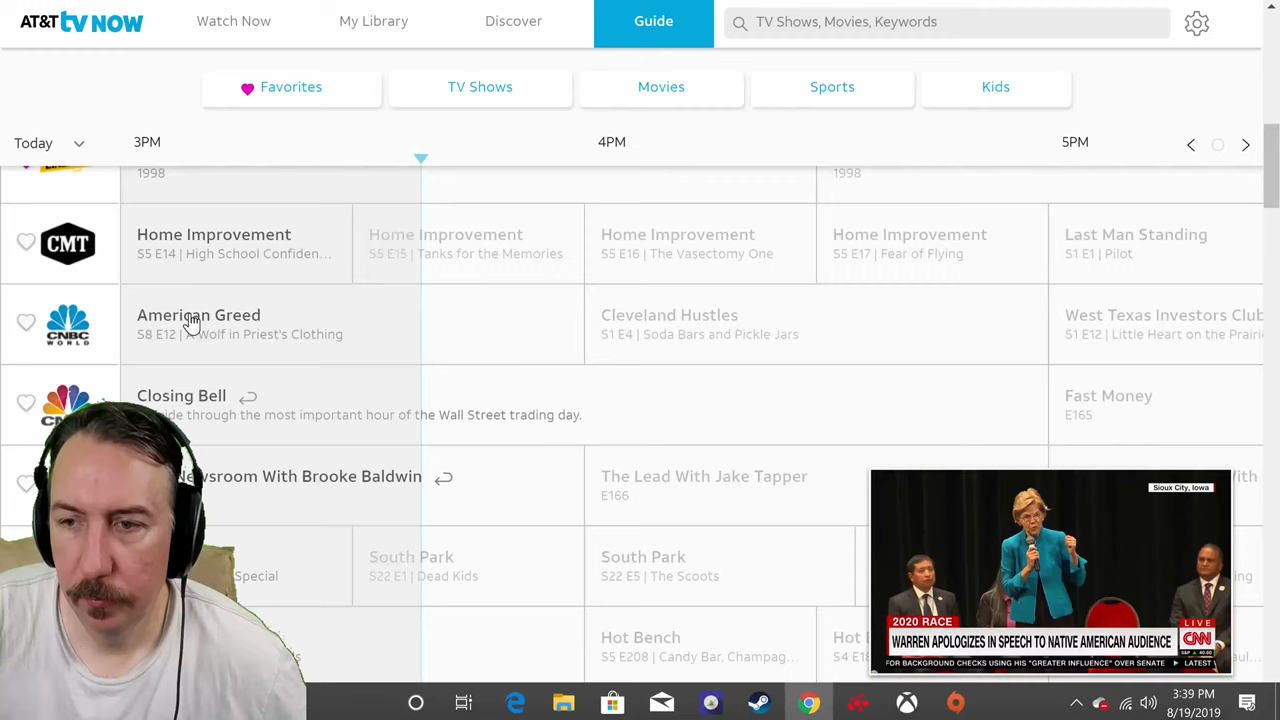 AT&T tv NOW
Watch Now
My Library
Discover
Guide
TV Shows, Movies, Keywords
Favorites
TV Shows
Movies
Sports
Kids
Today
3PM
4PM
5PM
1998
1998
CMT
Home Improvement
S5 E14 | High School Confiden...
Home Improvement
S5 E15 | Tanks for the Memories
Home Improvement
S5 E16 | The Vasectomy One
Home Improvement
S5 E17 | Fear of Flying
Last Man Standing
S1 E1 | Pilot
CNBC
WORLD
American Greed
S8 E12 | A Wolf in Priest's Clothing
Cleveland Hustles
S1 E4 | Soda Bars and Pickle Jars
West Texas Investors Club
S1 E12 | Little Heart on the Prairi
Closing Bell
through the most important hour of the Wall Street trading day.
Fast Money
E165
Newsroom With Brooke Baldwin
The Lead With Jake Tapper
E166
With
Special
South Park
S22 E1 | Dead Kids
South Park
S22 E5 | The Scoots
Hot Bench
S5 E208 | Candy Bar, Champag...
Hot
S4 E18
Sioux City, Iowa
2020 RACE
LIVE
WARREN APOLOGIZES IN SPEECH TO NATIVE AMERICAN AUDIENCE
CNN
FOR BACKGROUND CHECKS USING HIS "GREATER INFLUENCE" OVER SENATE
LATEST
3:39 PM
8/19/2019